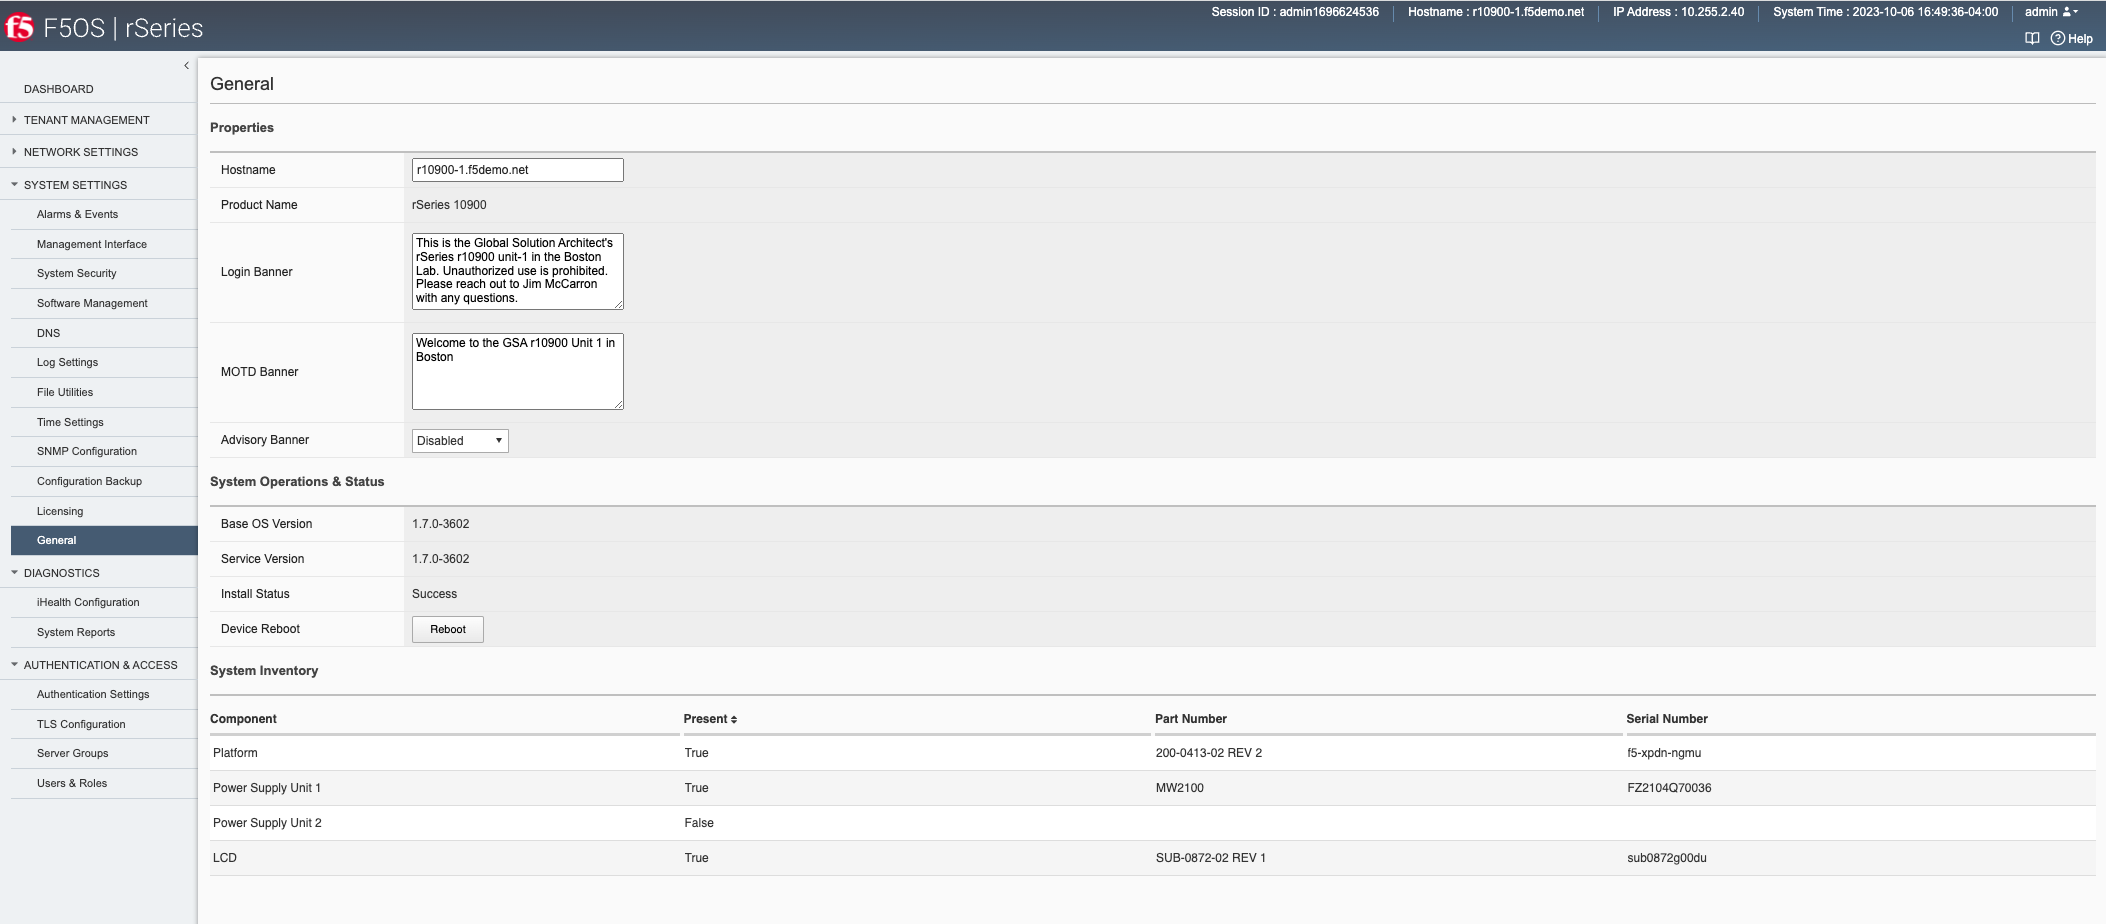 Session ID : admin1696624536
Hostname : r10900-1.f5demo.net
IP Address : 10.255.2.40
System Time : 2023-10-06 16:49:36-04:00
admin
f5 F5OS | rSeries
Help
DASHBOARD
TENANT MANAGEMENT
NETWORK SETTINGS
SYSTEM SETTINGS
Alarms & Events
Management Interface
System Security
Software Management
DNS
Log Settings
File Utilities
Time Settings
SNMP Configuration
Configuration Backup
Licensing
General
DIAGNOSTICS
iHealth Configuration
System Reports
AUTHENTICATION & ACCESS
Authentication Settings
TLS Configuration
Server Groups
Users & Roles
General
Properties
Hostname r10900-1.f5demo.net
Product Name rSeries 10900
Login Banner
This is the Global Solution Architect's
rSeries r10900 unit-1 in the Boston
Lab. Unauthorized use is prohibited.
Please reach out to Jim McCarron
with any questions.
MOTD Banner
Welcome to the GSA r10900 Unit 1 in
Boston
Advisory Banner Disabled
System Operations & Status
Base OS Version 1.7.0-3602
Service Version 1.7.0-3602
Install Status Success
Device Reboot Reboot
System Inventory
Component Present Part Number Serial Number
Platform True 200-0413-02 REV 2 f5-xpdn-ngmu
Power Supply Unit 1 True MW2100 FZ2104Q70036
Power Supply Unit 2 False
LCD True SUB-0872-02 REV 1 sub0872g00du